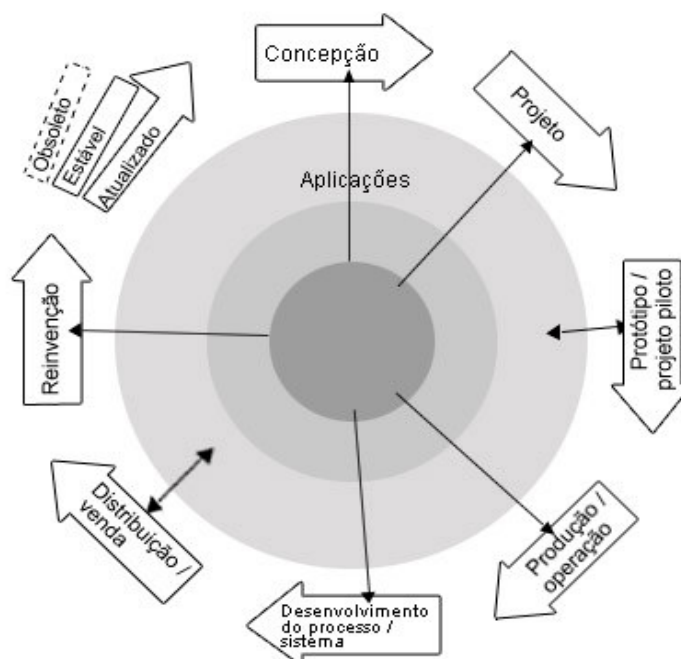 Concepção
Projeto
Protótipo /
projeto piloto
Produção /
operação
Desenvolvimento
do processo /
sistema
Distribuição /
venda
Reinvenção
Obsoleto
Estável
Atualizado
Aplicações